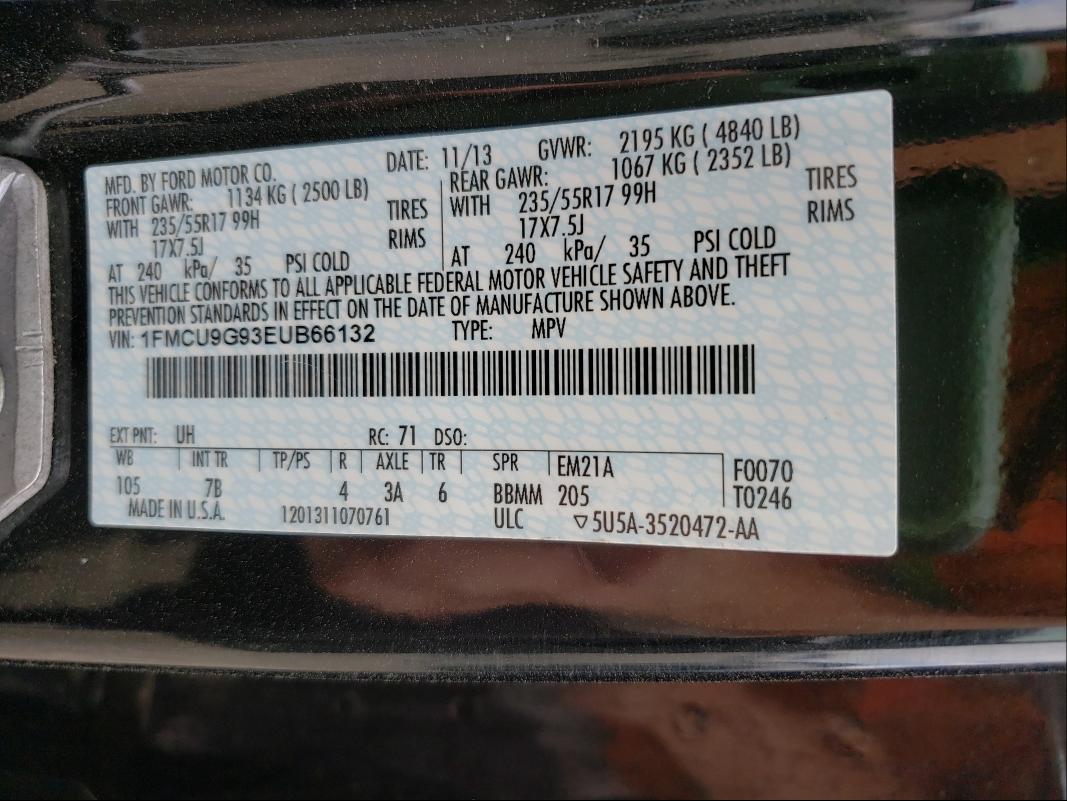 MFD. BY FORD MOTOR CO. DATE: 11/13 GVWR: 2195 KG ( 4840 LB)
FRONT GAWR: 1134 KG ( 2500 LB) REAR GAWR: 1067 KG ( 2352 LB)
WITH 235/55R17 99H TIRES WITH 235/55R17 99H TIRES
17X7.5J RIMS 17X7.5J RIMS
AT 240 kPa/ 35 PSI COLD AT 240 kPa/ 35 PSI COLD
THIS VEHICLE CONFORMS TO ALL APPLICABLE FEDERAL MOTOR VEHICLE SAFETY AND THEFT
PREVENTION STANDARDS IN EFFECT ON THE DATE OF MANUFACTURE SHOWN ABOVE.
VIN: 1FMCU9G93EUB66132 TYPE: MPV
EXT PNT: UH RC: 71 DSO:
WB INT TR TP/PS R AXLE TR SPR EM21A F0070
105 7B 4 3A 6 BBMM 205 T0246
MADE IN U.S.A. 1201311070761 ULC ▽5U5A-3520472-AA